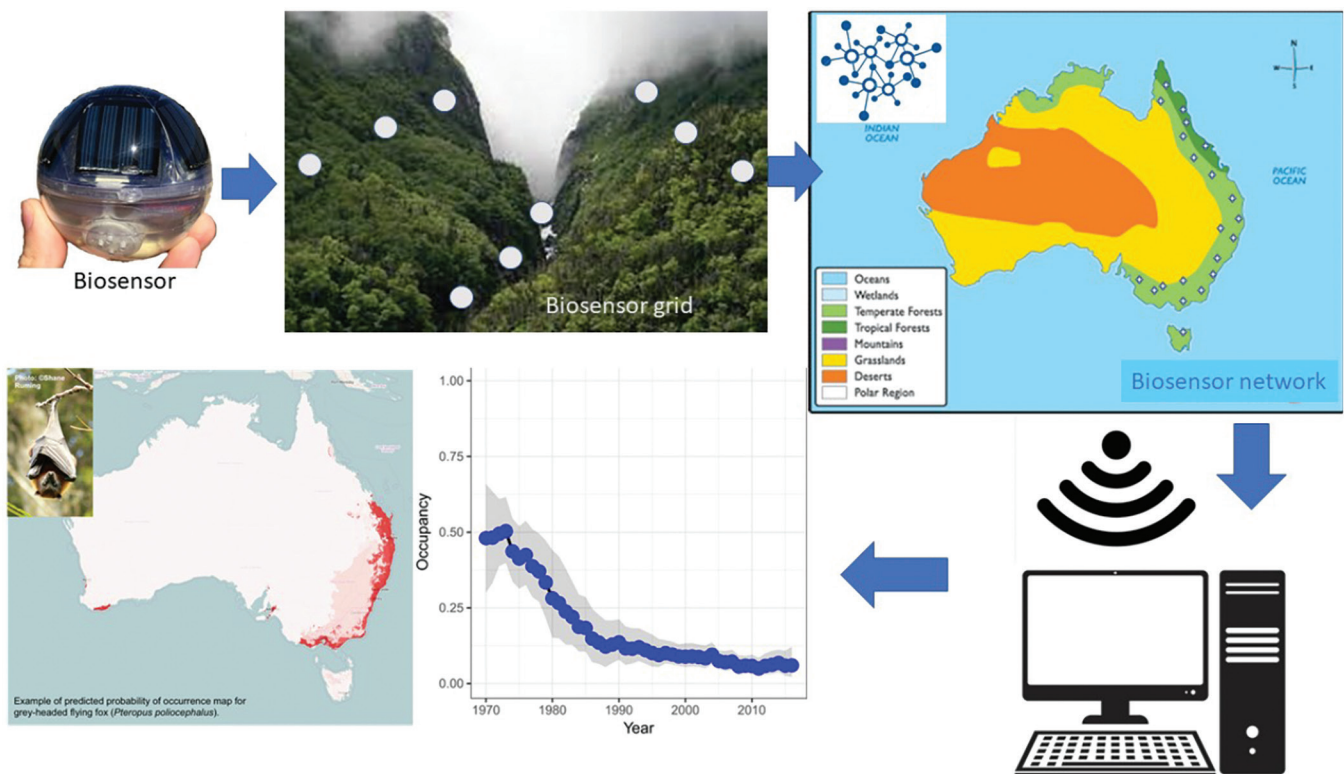 Biosensor
Biosensor grid
INDIAN
OCEAN
N
W
E
S
PACIFIC
OCEAN
Oceans
Wetlands
Temperate Forests
Tropical Forests
Mountains
Grasslands
Deserts
Polar Region
Biosensor network
Photo: ©Shane
Ruming
Example of predicted probability of occurrence map for
grey-headed flying fox (Pteropus poliocephalus).
Occupancy
1.00
0.75
0.50
0.25
0.00
1970
1980
1990
2000
2010
Year